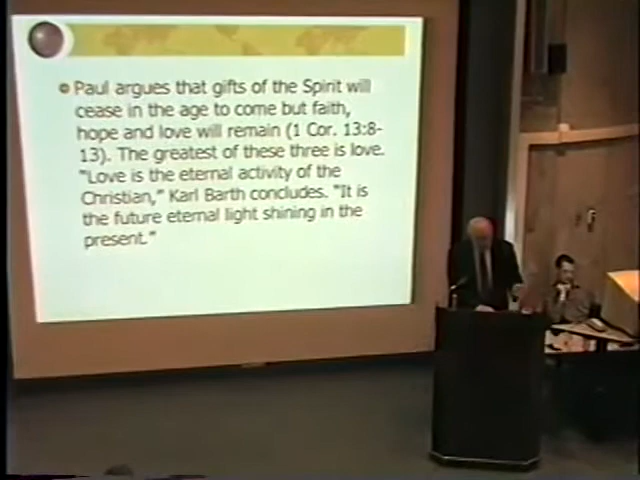 Paul argues that gifts of the Spirit will
cease in the age to come but faith,
hope and love will remain (1 Cor. 13:8-
13). The greatest of these three is love.
"Love is the eternal activity of the
Christian," Karl Barth concludes. "It is
the future eternal light shining in the
present."